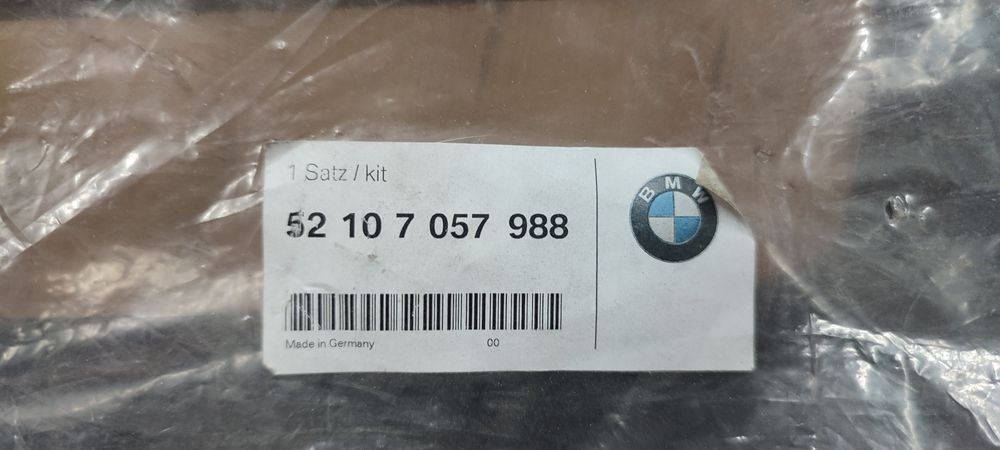 1 Satz / kit
52 10 7 057 988
BMW
Made in Germany 00